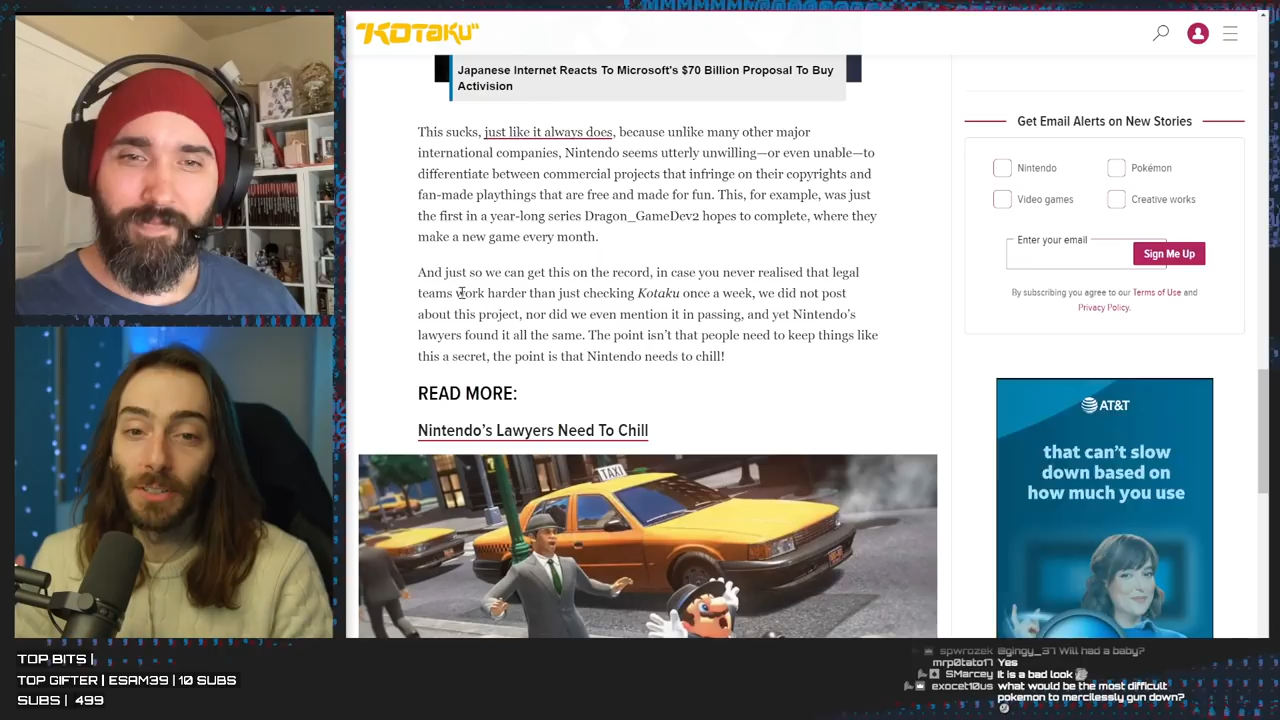 KOTAKU
Japanese Internet Reacts To Microsoft's $70 Billion Proposal To Buy
Activision
This sucks, just like it always does, because unlike many other major
international companies, Nintendo seems utterly unwilling—or even unable—to
differentiate between commercial projects that infringe on their copyrights and
fan-made playthings that are free and made for fun. This, for example, was just
the first in a year-long series Dragon_GameDev2 hopes to complete, where they
make a new game every month.
And just so we can get this on the record, in case you never realised that legal
teams work harder than just checking Kotaku once a week, we did not post
about this project, nor did we even mention it in passing, and yet Nintendo's
lawyers found it all the same. The point isn't that people need to keep things like
this a secret, the point is that Nintendo needs to chill!
READ MORE:
Nintendo's Lawyers Need To Chill
TAXI
Get Email Alerts on New Stories
Nintendo
Pokémon
Video games
Creative works
Enter your email
Sign Me Up
By subscribing you agree to our Terms of Use and
Privacy Policy.
AT&T
that can't slow
down based on
how much you use
TOP BITS |
TOP GIFTER | ESAM39 | 10 SUBS
SUBS | 499
spwrozek @gingy_37 Will had a baby?
mrp0tato17 Yes
SMarcey it is a bad look
exocet10us what would be the most difficult
pokemon to mercilessly gun down?